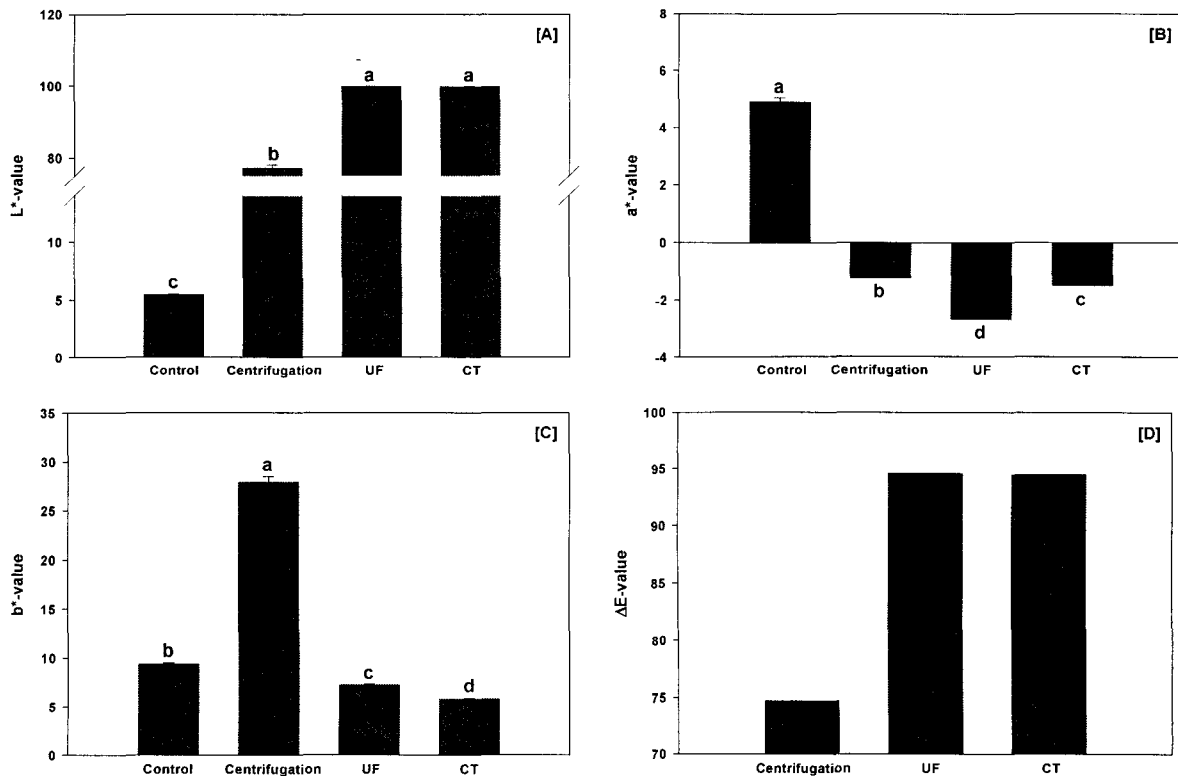 [A]
120
100
80
10
5
0
L*-value
c
b
a
a
Control
Centrifugation
UF
CT
[B]
8
6
4
2
0
-2
-4
a*-value
a
b
d
c
Control
Centrifugation
UF
CT
[C]
35
30
25
20
15
10
5
0
b*-value
b
a
c
d
Control
Centrifugation
UF
CT
[D]
100
95
90
85
80
75
70
ΔE-value
Centrifugation
UF
CT